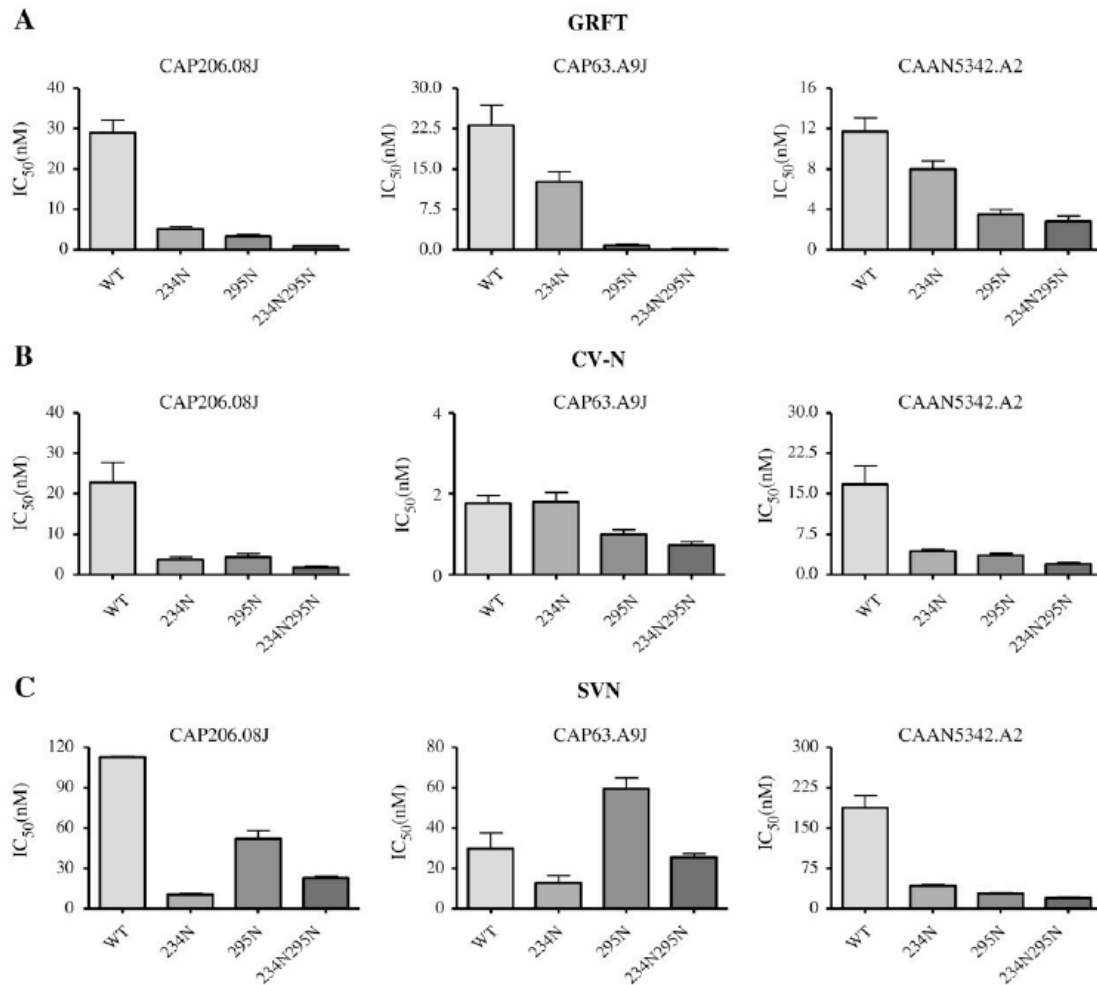 A
GRFT
CAP206.08J
CAP63.A9J
CAAN5342.A2
IC50(nM)
40
30
20
10
0
WT
234N
295N
234N295N
IC50(nM)
30.0
22.5
15.0
7.5
0.0
WT
234N
295N
234N295N
IC50(nM)
16
12
8
4
0
WT
234N
295N
234N295N
B
CV-N
CAP206.08J
CAP63.A9J
CAAN5342.A2
IC50(nM)
40
30
20
10
0
WT
234N
295N
234N295N
IC50(nM)
4
2
0
WT
234N
295N
234N295N
IC50(nM)
30.0
22.5
15.0
7.5
0.0
WT
234N
295N
234N295N
C
SVN
CAP206.08J
CAP63.A9J
CAAN5342.A2
IC50(nM)
120
90
60
30
0
WT
234N
295N
234N295N
IC50(nM)
80
60
40
20
0
WT
234N
295N
234N295N
IC50(nM)
300
225
150
75
0
WT
234N
295N
234N295N